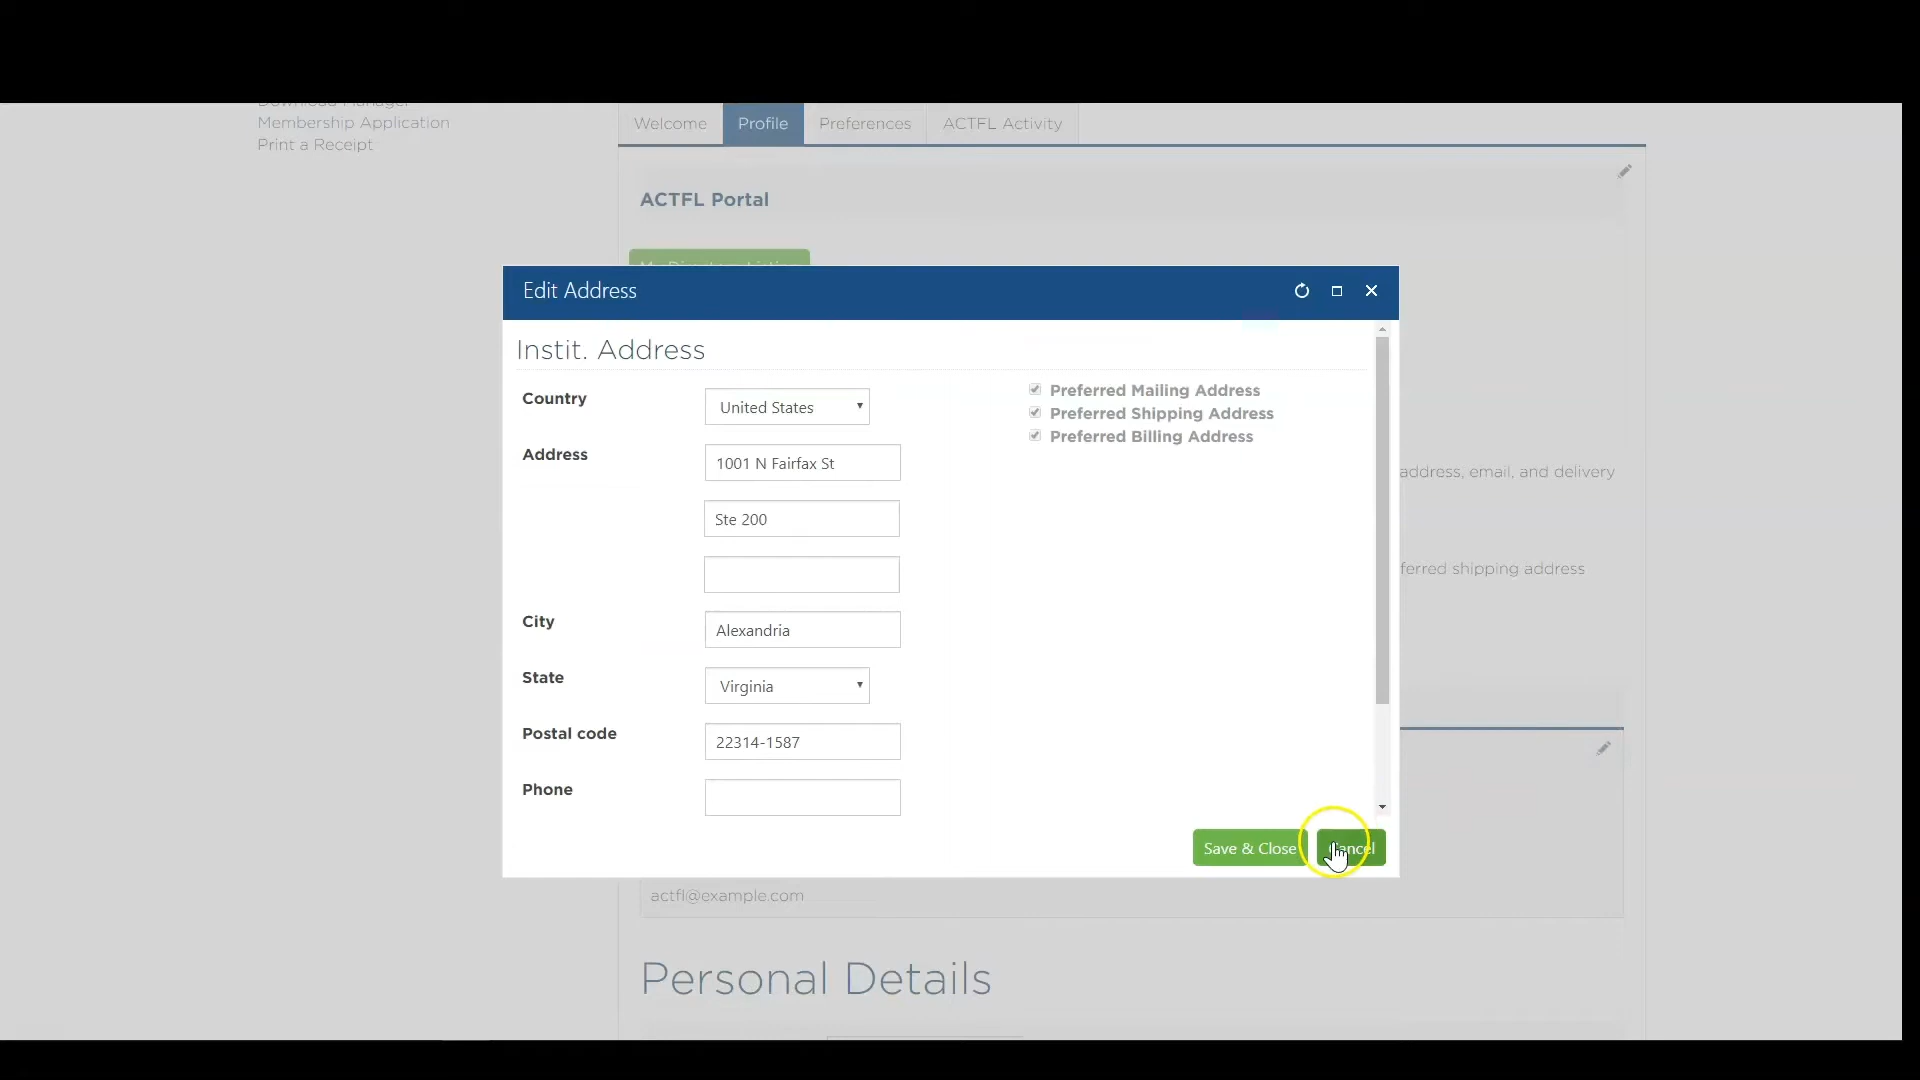 Download Manager
Membership Application
Print a Receipt
Welcome
Profile
Preferences
ACTFL Activity
ACTFL Portal
Edit Address
Instit. Address
Country
United States
Preferred Mailing Address
Preferred Shipping Address
Preferred Billing Address
Address
1001 N Fairfax St
Ste 200
address, email, and delivery
ferred shipping address
City
Alexandria
State
Virginia
Postal code
22314-1587
Phone
Save & Close
Cancel
actfl@example.com
Personal Details